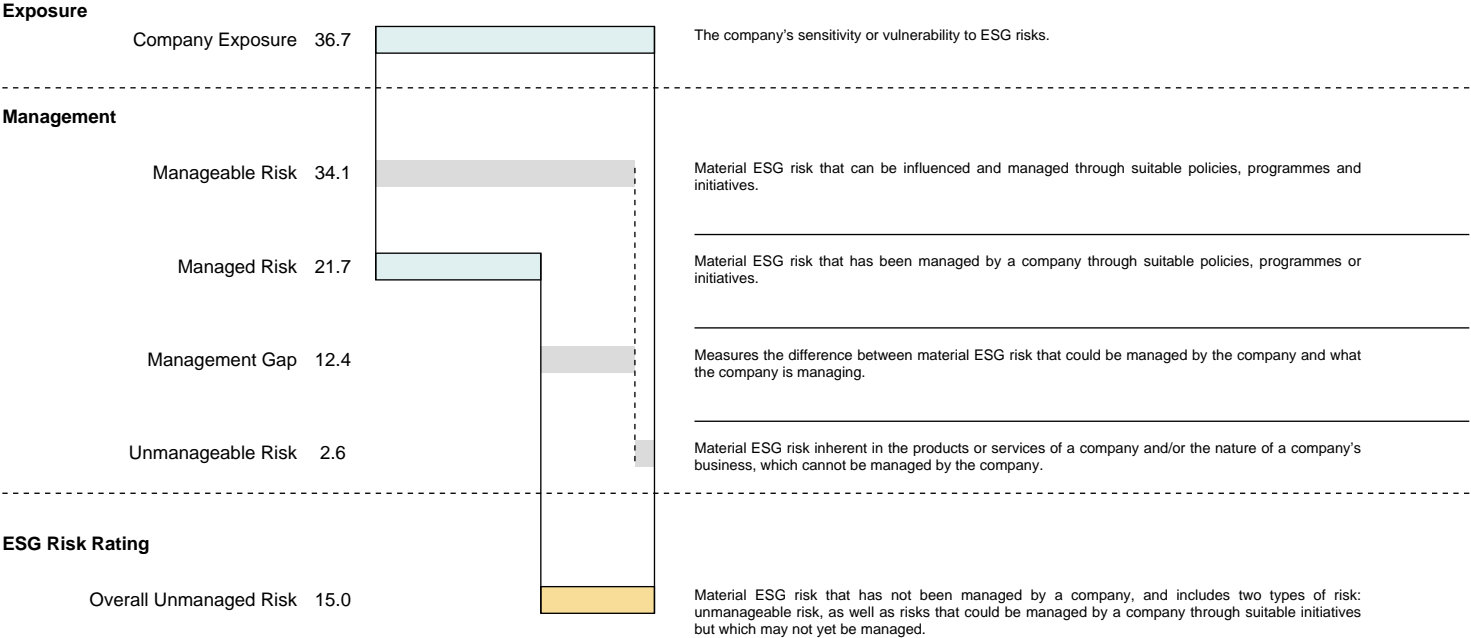 Exposure
Company Exposure 36.7
The company’s sensitivity or vulnerability to ESG risks.
Management
Manageable Risk 34.1
Material ESG risk that can be influenced and managed through suitable policies, programmes and
initiatives.
Managed Risk 21.7
Material ESG risk that has been managed by a company through suitable policies, programmes or
initiatives.
Management Gap 12.4
Measures the difference between material ESG risk that could be managed by the company and what
the company is managing.
Unmanageable Risk 2.6
Material ESG risk inherent in the products or services of a company and/or the nature of a company’s
business, which cannot be managed by the company.
ESG Risk Rating
Overall Unmanaged Risk 15.0
Material ESG risk that has not been managed by a company, and includes two types of risk:
unmanageable risk, as well as risks that could be managed by a company through suitable initiatives
but which may not yet be managed.